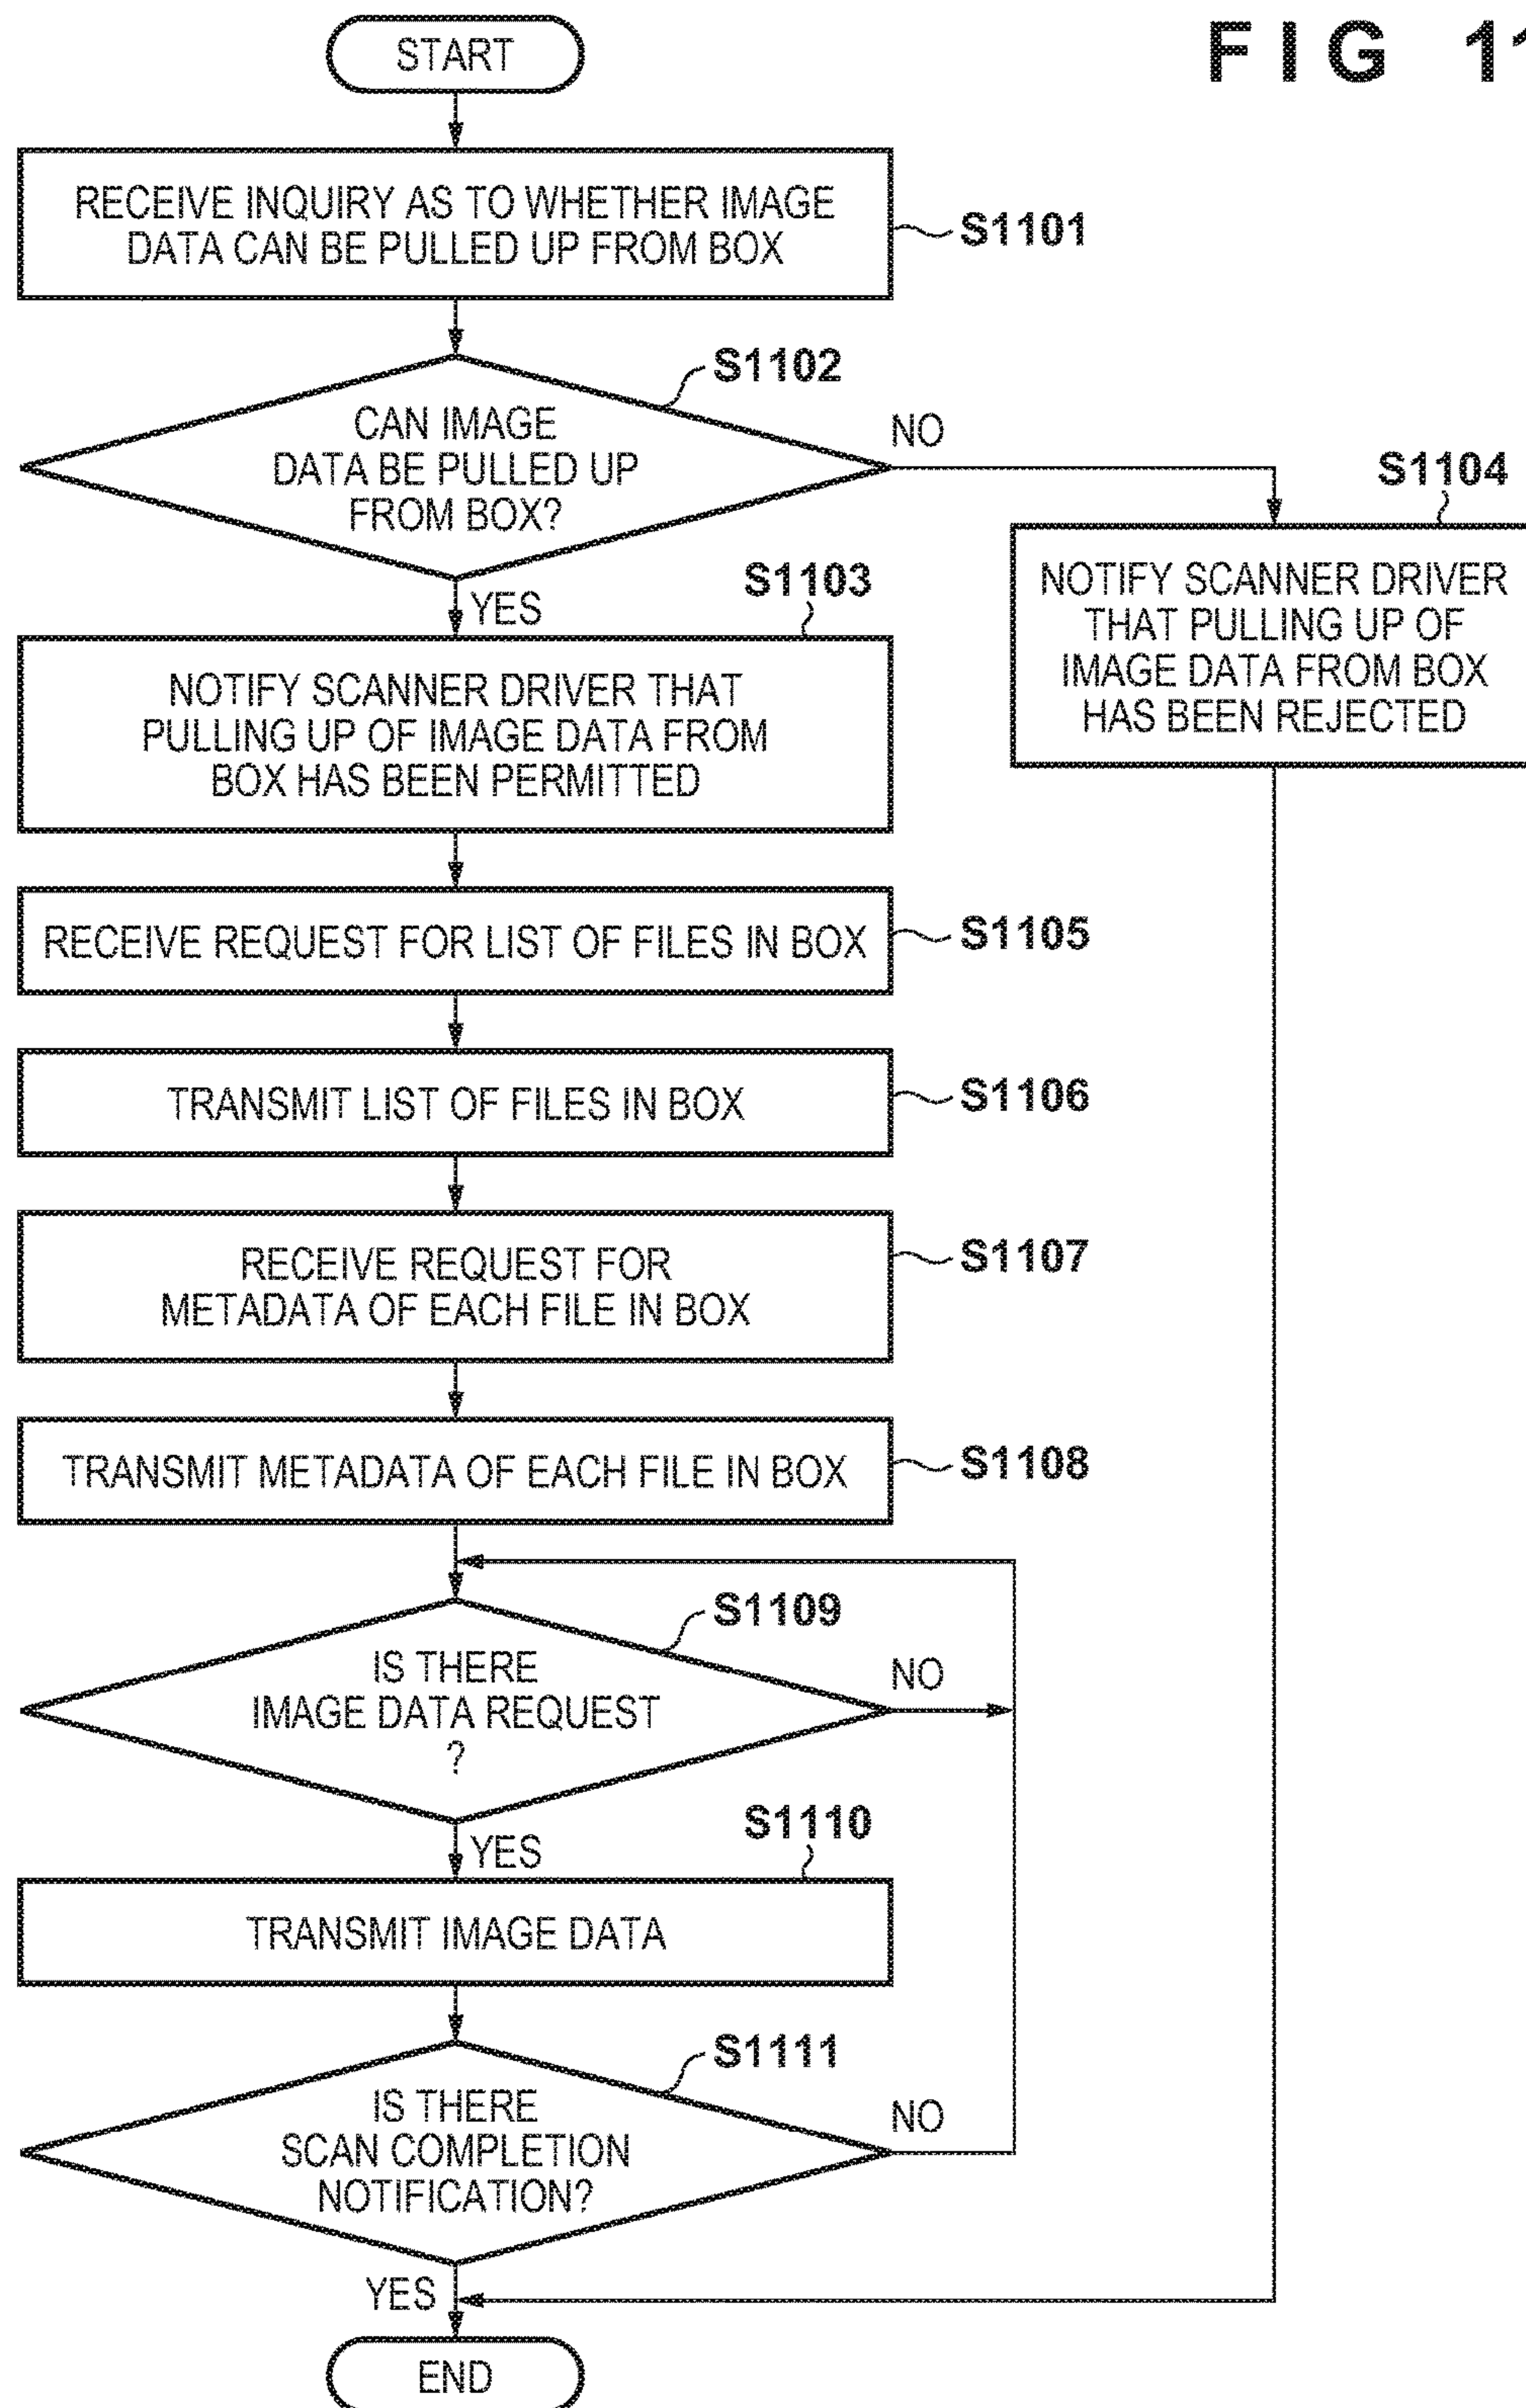 FIG 11
START
RECEIVE INQUIRY AS TO WHETHER IMAGE
DATA CAN BE PULLED UP FROM BOX
S1101
S1102
CAN IMAGE
DATA BE PULLED UP
FROM BOX?
NO
YES
S1104
NOTIFY SCANNER DRIVER
THAT PULLING UP OF
IMAGE DATA FROM BOX
HAS BEEN REJECTED
S1103
NOTIFY SCANNER DRIVER THAT
PULLING UP OF IMAGE DATA FROM
BOX HAS BEEN PERMITTED
RECEIVE REQUEST FOR LIST OF FILES IN BOX
S1105
TRANSMIT LIST OF FILES IN BOX
S1106
RECEIVE REQUEST FOR
METADATA OF EACH FILE IN BOX
S1107
TRANSMIT METADATA OF EACH FILE IN BOX
S1108
S1109
IS THERE
IMAGE DATA REQUEST
?
NO
YES
S1110
TRANSMIT IMAGE DATA
S1111
IS THERE
SCAN COMPLETION
NOTIFICATION?
NO
YES
END